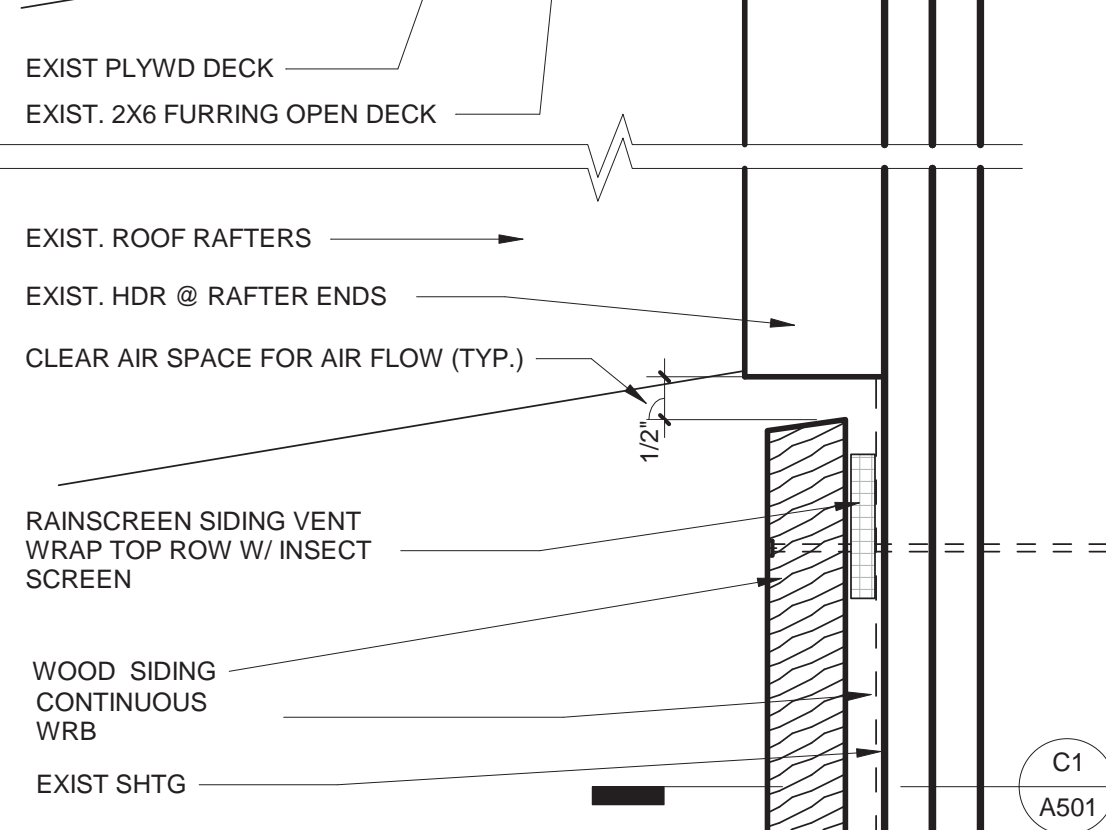 EXIST PLYWD DECK
EXIST. 2X6 FURRING OPEN DECK
EXIST. ROOF RAFTERS
EXIST. HDR @ RAFTER ENDS
CLEAR AIR SPACE FOR AIR FLOW (TYP.)
1/2"
RAINSCREEN SIDING VENT
WRAP TOP ROW W/ INSECT
SCREEN
WOOD SIDING
CONTINUOUS
WRB
EXIST SHTG
C1
A501